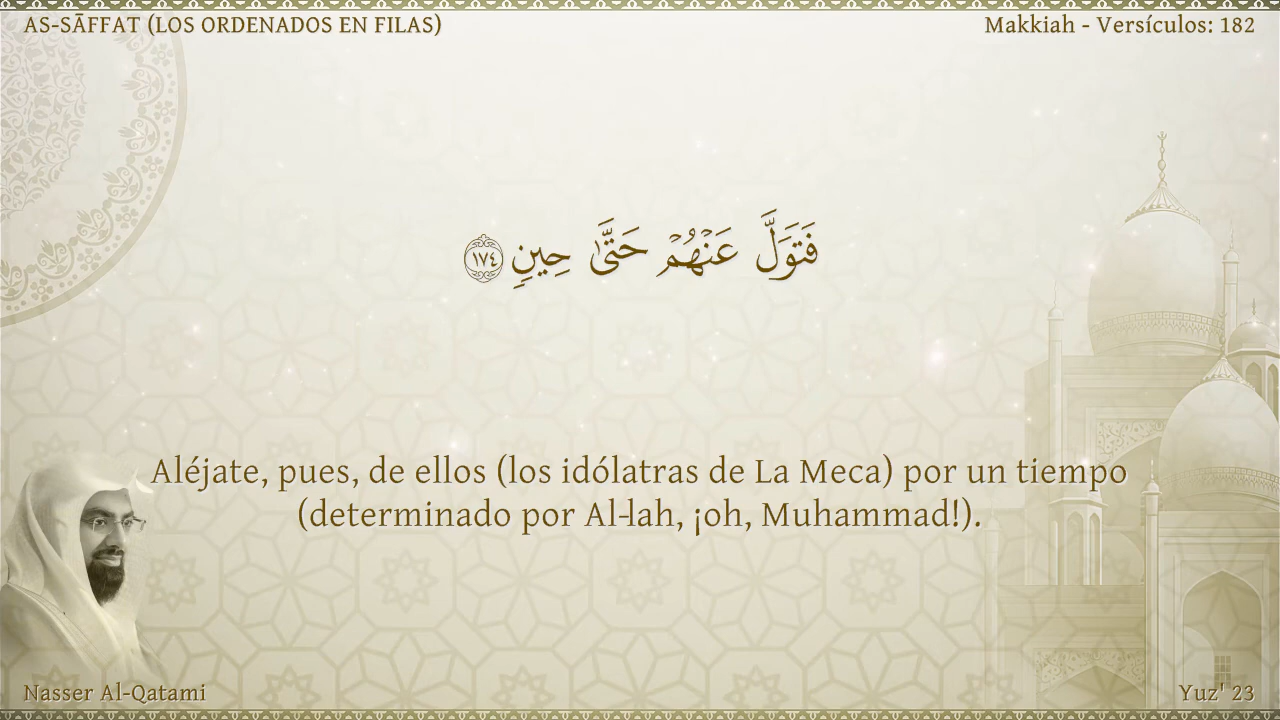 AS-SĀFFAT (LOS ORDENADOS EN FILAS)
Makkiah - Versículos: 182
فَتَوَلَّ عَنْهُمْ حَتَّىٰ حِينٍ ١٧٤
Aléjate, pues, de ellos (los idólatras de La Meca) por un tiempo
(determinado por Al-lah, ¡oh, Muhammad!).
Nasser Al-Qatami
Yuz' 23